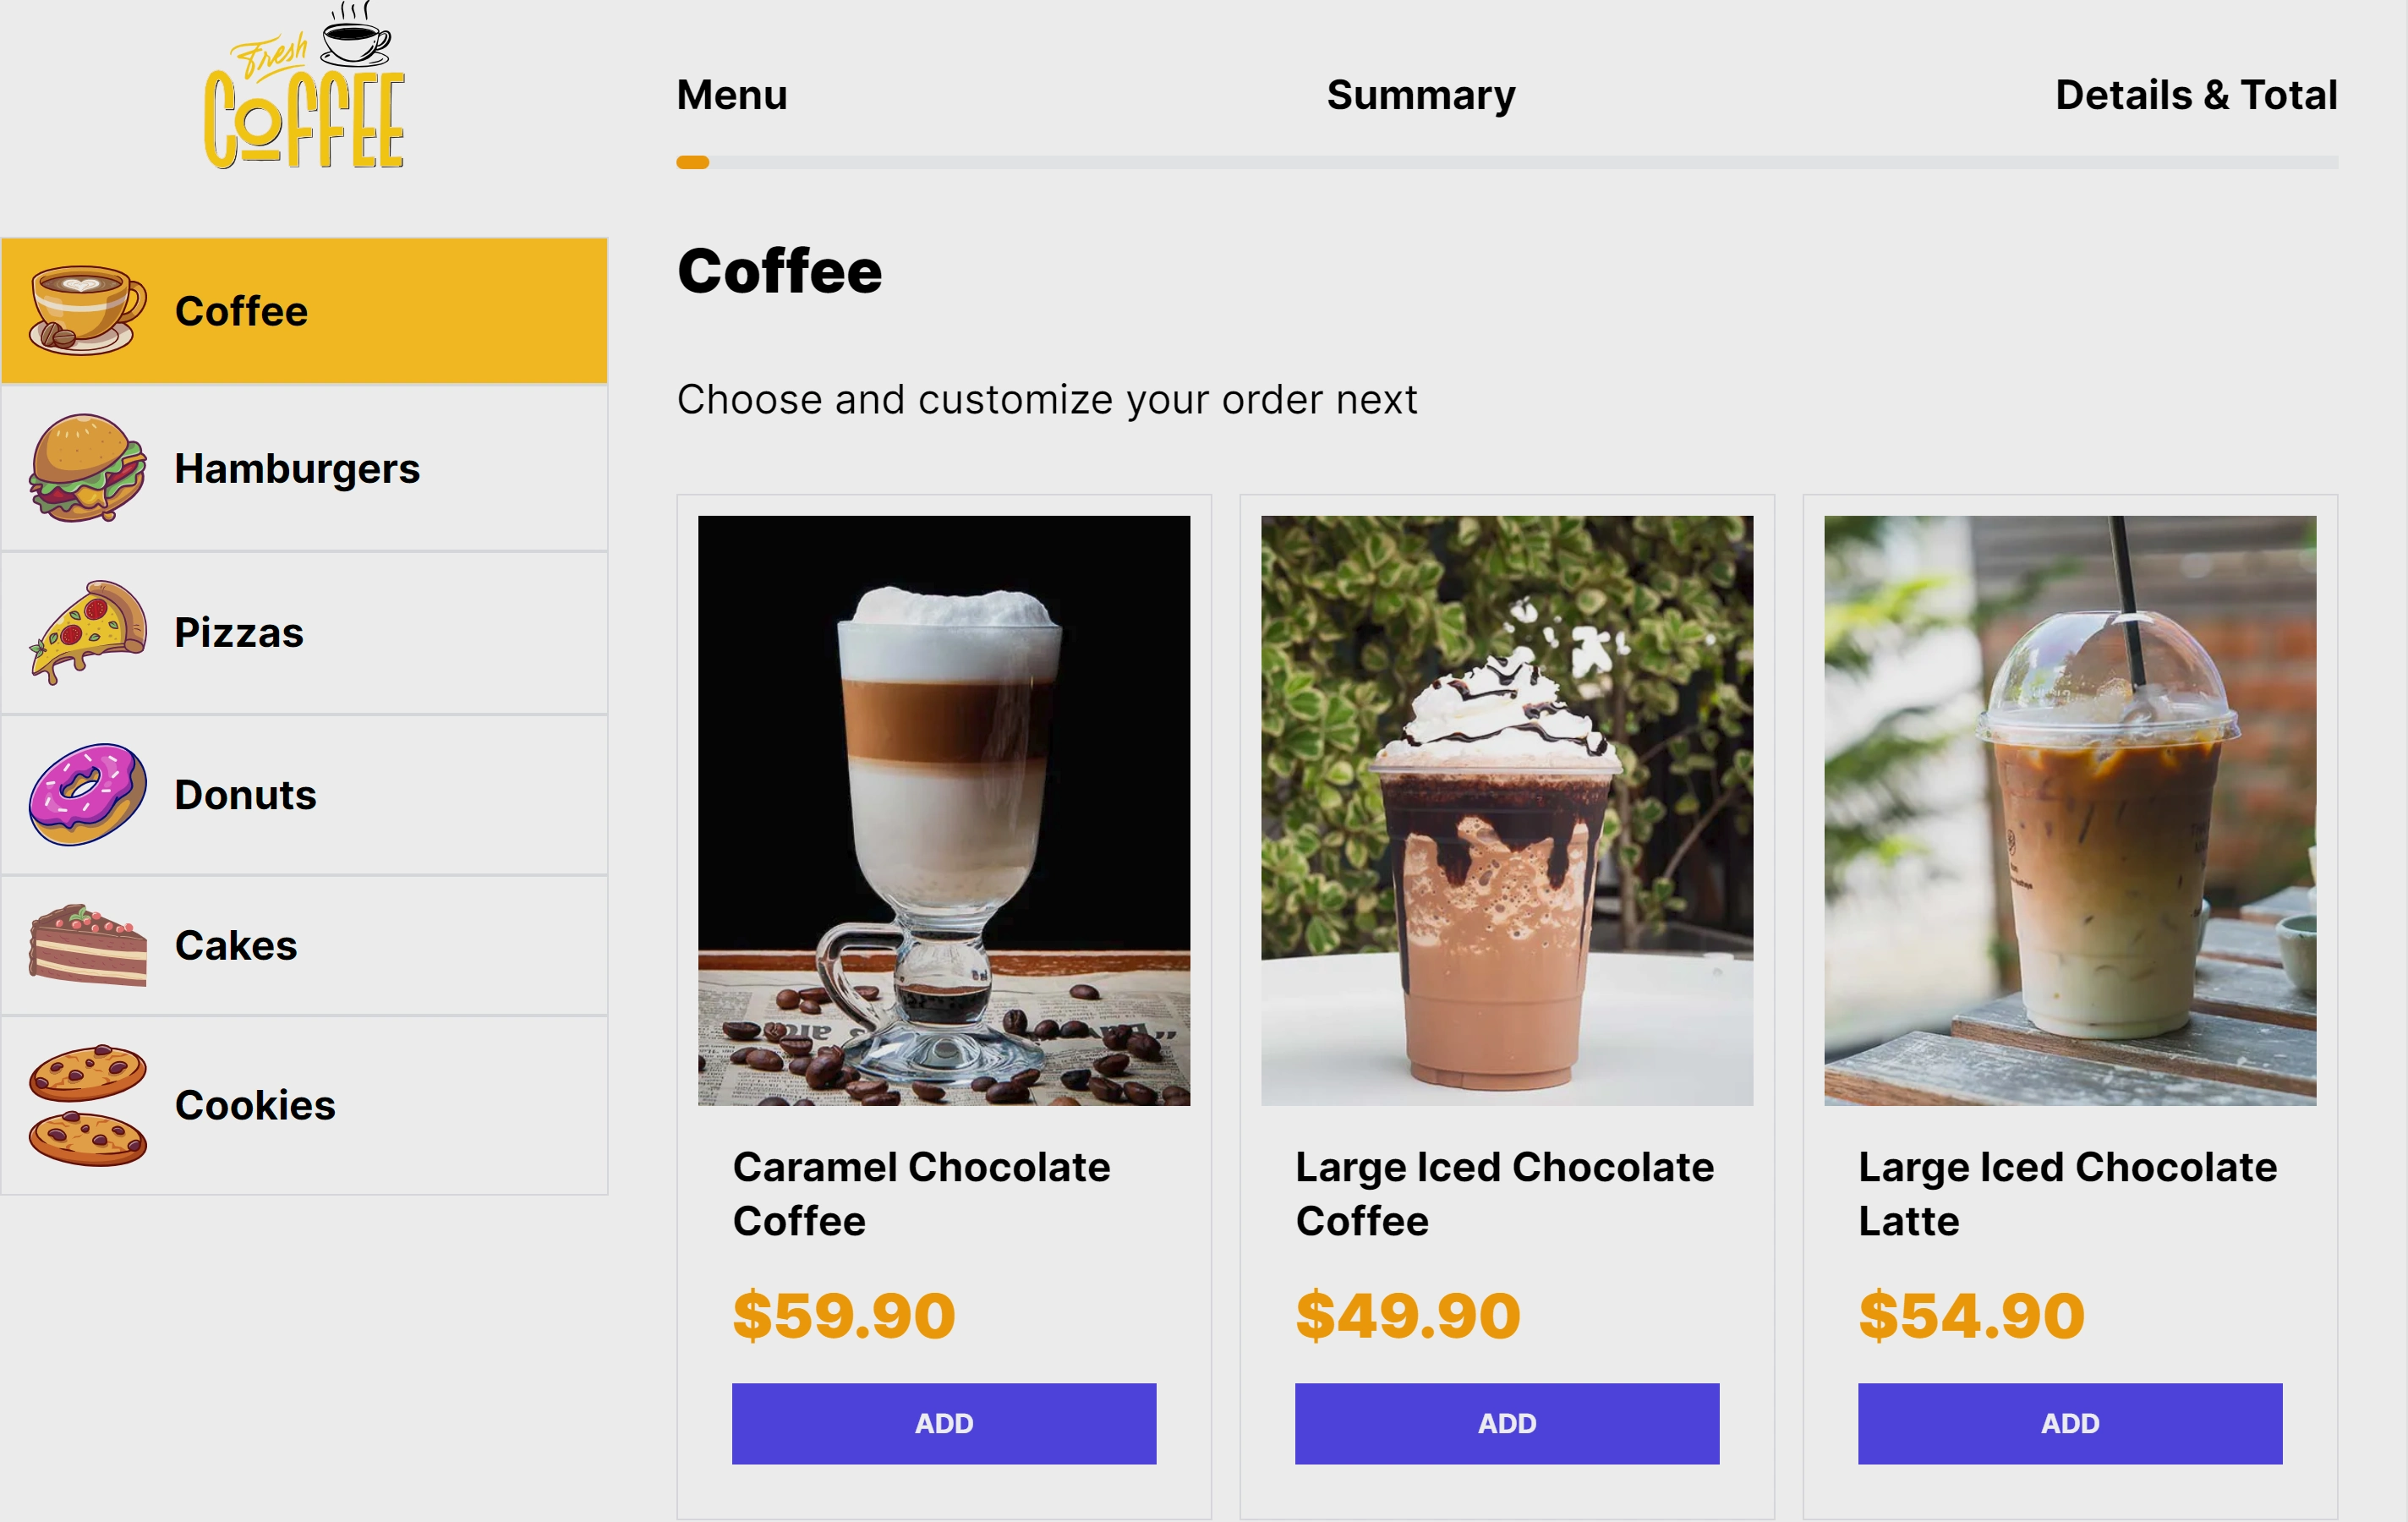 Fresh
COFFEE
Menu
Summary
Details & Total
Coffee
Hamburgers
Pizzas
Donuts
Cakes
Cookies
Coffee
Choose and customize your order next
Caramel Chocolate
Coffee
$59.90
ADD
Large Iced Chocolate
Coffee
$49.90
ADD
Large Iced Chocolate
Latte
$54.90
ADD